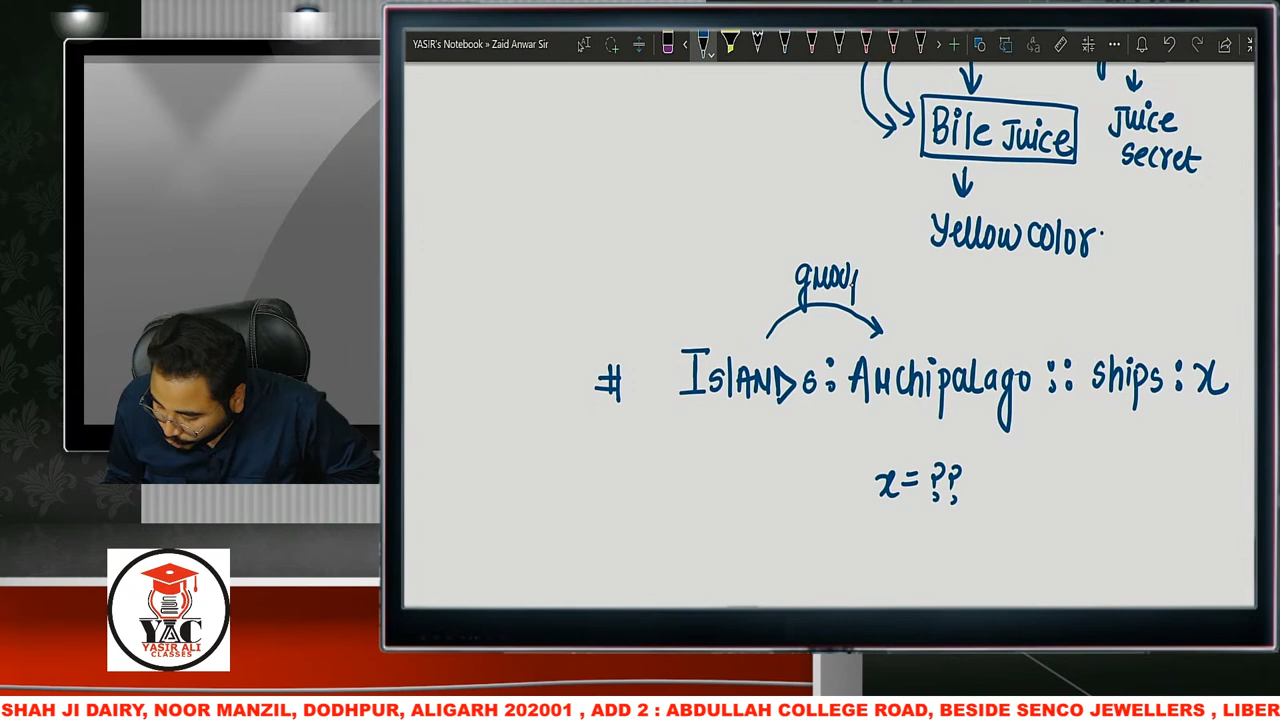 YASIR's Notebook » Zaid Anwar Sir
Bile Juice
Juice
secret
Yellow color
# Islands : Archipalago :: ships : x
x = ??
YAC
YASIR ALI
CLASSES
SHAH JI DAIRY, NOOR MANZIL, DODHPUR, ALIGARH 202001 , ADD 2 : ABDULLAH COLLEGE ROAD, BESIDE SENCO JEWELLERS , LIBER